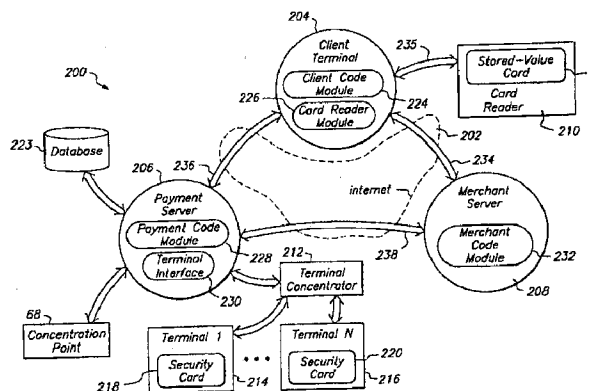 200
204
Client
Terminal
Client Code
Module
226
Card Reader
Module
224
235
Stored-Value
Card
Card
Reader
210
202
223
Database
206
236
234
internet
Payment
Server
Payment Code
Module
228
Terminal
Interface
230
238
Merchant
Server
Merchant
Code
Module
232
208
212
Terminal
Concentrator
68
Concentration
Point
Terminal 1
Security
Card
218
214
Terminal N
Security
Card
220
216